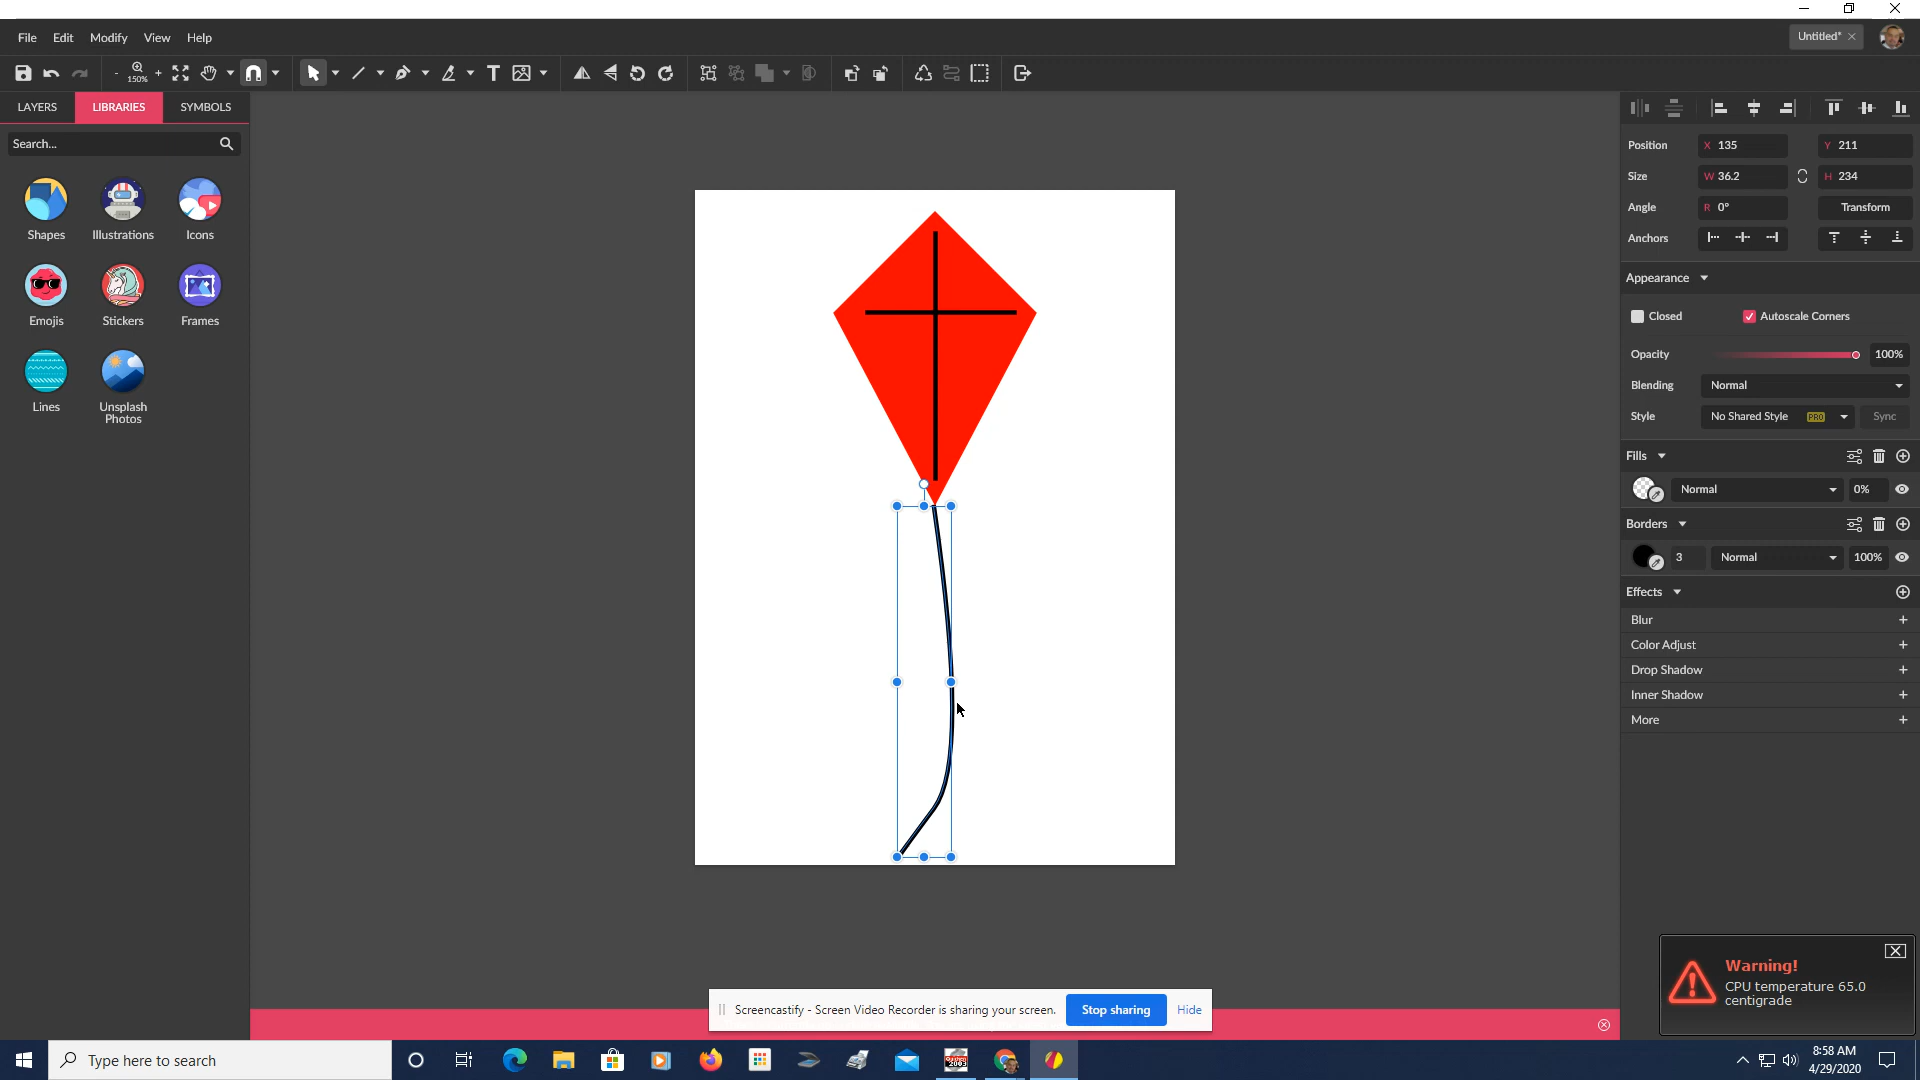 File Edit Modify View Help
Untitled*
150%
LAYERS LIBRARIES SYMBOLS
Search...
Shapes Illustrations Icons
Emojis Stickers Frames
Lines Unsplash
Photos
Position X 135 Y 211
Size W 36.2 H 234
Angle R 0° Transform
Anchors
Appearance
Closed Autoscale Corners
Opacity 100%
Blending Normal
Style No Shared Style PRO Sync
Fills
Normal 0%
Borders
3 Normal 100%
Effects
Blur
Color Adjust
Drop Shadow
Inner Shadow
More
Warning!
CPU temperature 65.0
centigrade
Screencastify - Screen Video Recorder is sharing your screen. Stop sharing Hide
Type here to search
8:58 AM
4/29/2020